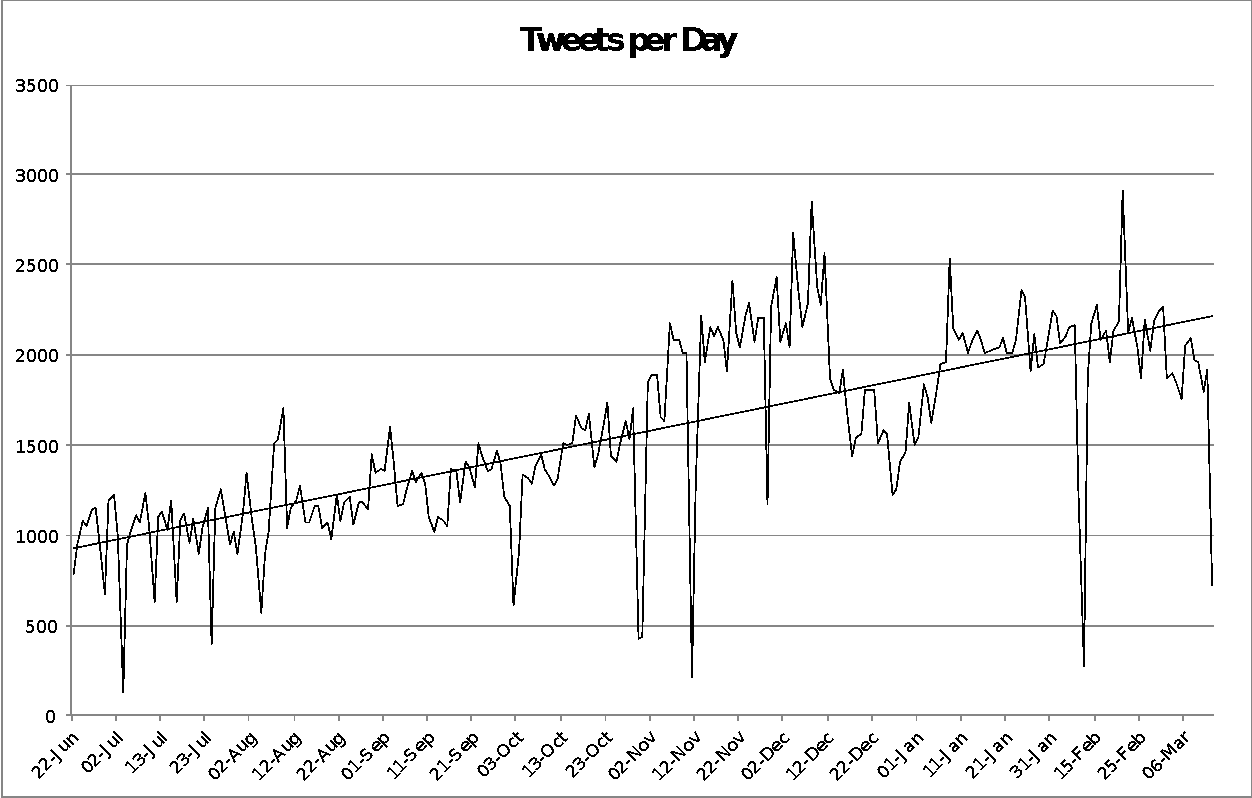 Tweets per Day
3500
3000
2500
2000
1500
1000
500
0
22-Jun
02-Jul
13-Jul
23-Jul
02-Aug
12-Aug
22-Aug
01-Sep
11-Sep
21-Sep
03-Oct
13-Oct
23-Oct
02-Nov
12-Nov
22-Nov
02-Dec
12-Dec
22-Dec
01-Jan
11-Jan
21-Jan
31-Jan
15-Feb
25-Feb
06-Mar